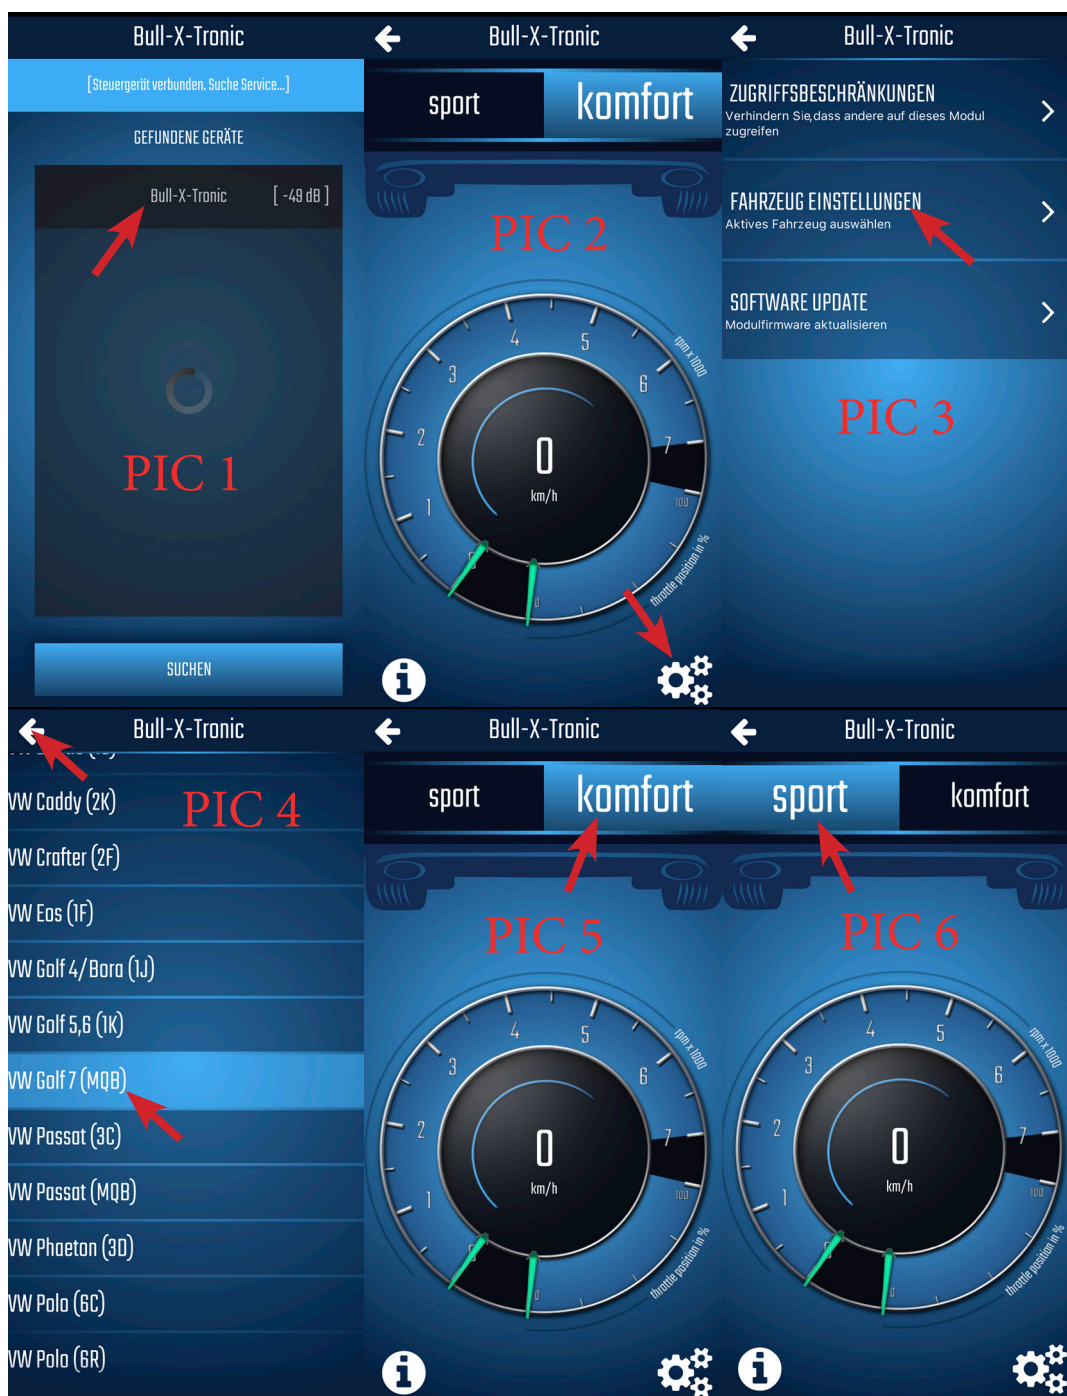 Bull-X-Tronic
[Steuergerät verbunden. Suche Service...]
GEFUNDENE GERÄTE
Bull-X-Tronic [ -49 dB ]
PIC 1
SUCHEN
Bull-X-Tronic
sport komfort
PIC 2
0
1
2
3
4
5
6
7
rpm x 1000
0
km/h
100
0
throttle position in %
i
Bull-X-Tronic
ZUGRIFFSBESCHRÄNKUNGEN
Verhindern Sie,dass andere auf dieses Modul
zugreifen
FAHRZEUG EINSTELLUNGEN
Aktives Fahrzeug auswählen
SOFTWARE UPDATE
Modulfirmware aktualisieren
PIC 3
Bull-X-Tronic
PIC 4
VW Caddy (2K)
VW Crafter (2F)
VW Eos (1F)
VW Golf 4/Bora (1J)
VW Golf 5,6 (1K)
VW Golf 7 (MQB)
VW Passat (3C)
VW Passat (MQB)
VW Phaeton (3D)
VW Polo (6C)
VW Polo (6R)
Bull-X-Tronic
sport komfort
PIC 5
0
1
2
3
4
5
6
7
rpm x 1000
0
km/h
100
0
throttle position in %
i
Bull-X-Tronic
sport komfort
PIC 6
0
1
2
3
4
5
6
7
rpm x 1000
0
km/h
100
0
throttle position in %
i